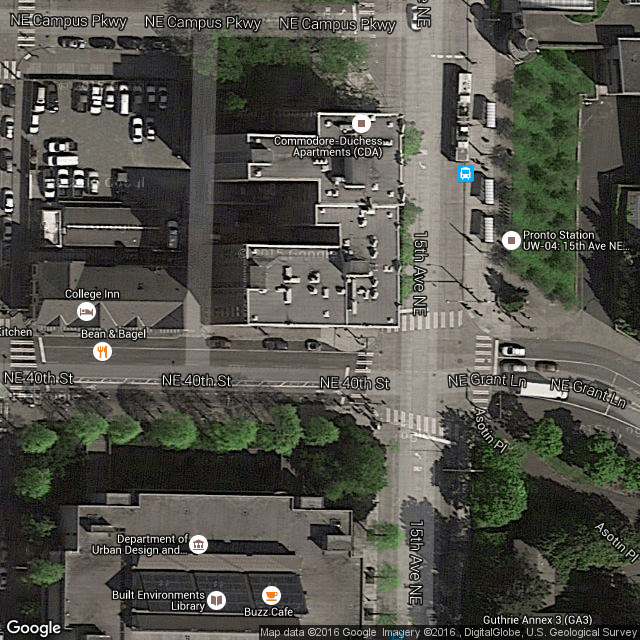 NE Campus Pkwy
NE Campus Pkwy
NE Campus Pkwy
Commodore-Duchess
Apartments (CDA)
15th Ave NE
Pronto Station
UW-04: 15th Ave NE...
College Inn
Kitchen
Bean & Bagel
NE 40th St
NE 40th St
NE 40th St
NE Grant Ln
NE Grant Ln
Asotin Pl
Asotin Pl
Department of
Urban Design and...
15th Ave NE
Built Environments
Library
Buzz Cafe
Guthrie Annex 3 (GA3)
Google
Map data ©2016 Google Imagery ©2016 , DigitalGlobe, U.S. Geological Survey